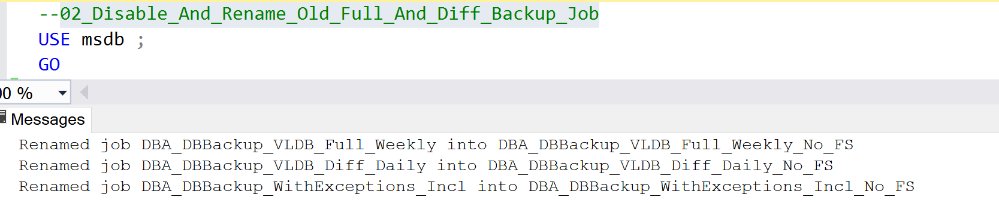 --02_Disable_And_Rename_Old_Full_And_Diff_Backup_Job
USE msdb ;
GO
00 %
Messages
Renamed job DBA_DBBackup_VLDB_Full_Weekly into DBA_DBBackup_VLDB_Full_Weekly_No_FS
Renamed job DBA_DBBackup_VLDB_Diff_Daily into DBA_DBBackup_VLDB_Diff_Daily_No_FS
Renamed job DBA_DBBackup_WithExceptions_Incl into DBA_DBBackup_WithExceptions_Incl_No_FS